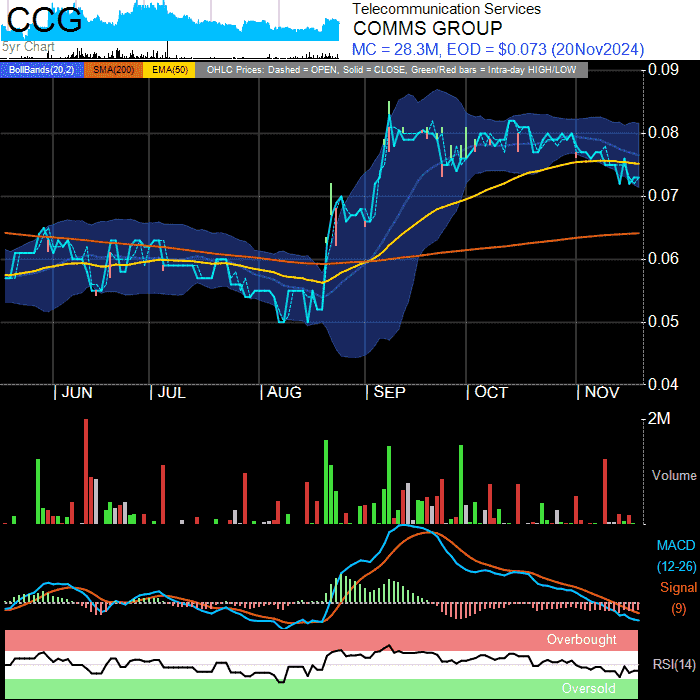 CCG
5yr Chart
Telecommunication Services
COMMS GROUP
MC = 28.3M, EOD = $0.073 (20Nov2024)
BollBands(20,2) SMA(200) EMA(50) OHLC Prices: Dashed = OPEN, Solid = CLOSE, Green/Red bars = Intra-day HIGH/LOW
0.09
0.08
0.07
0.06
0.05
0.04
| JUN | JUL | AUG | SEP | OCT | NOV
2M
Volume
MACD
(12-26)
Signal
(9)
Overbought
RSI(14)
Oversold